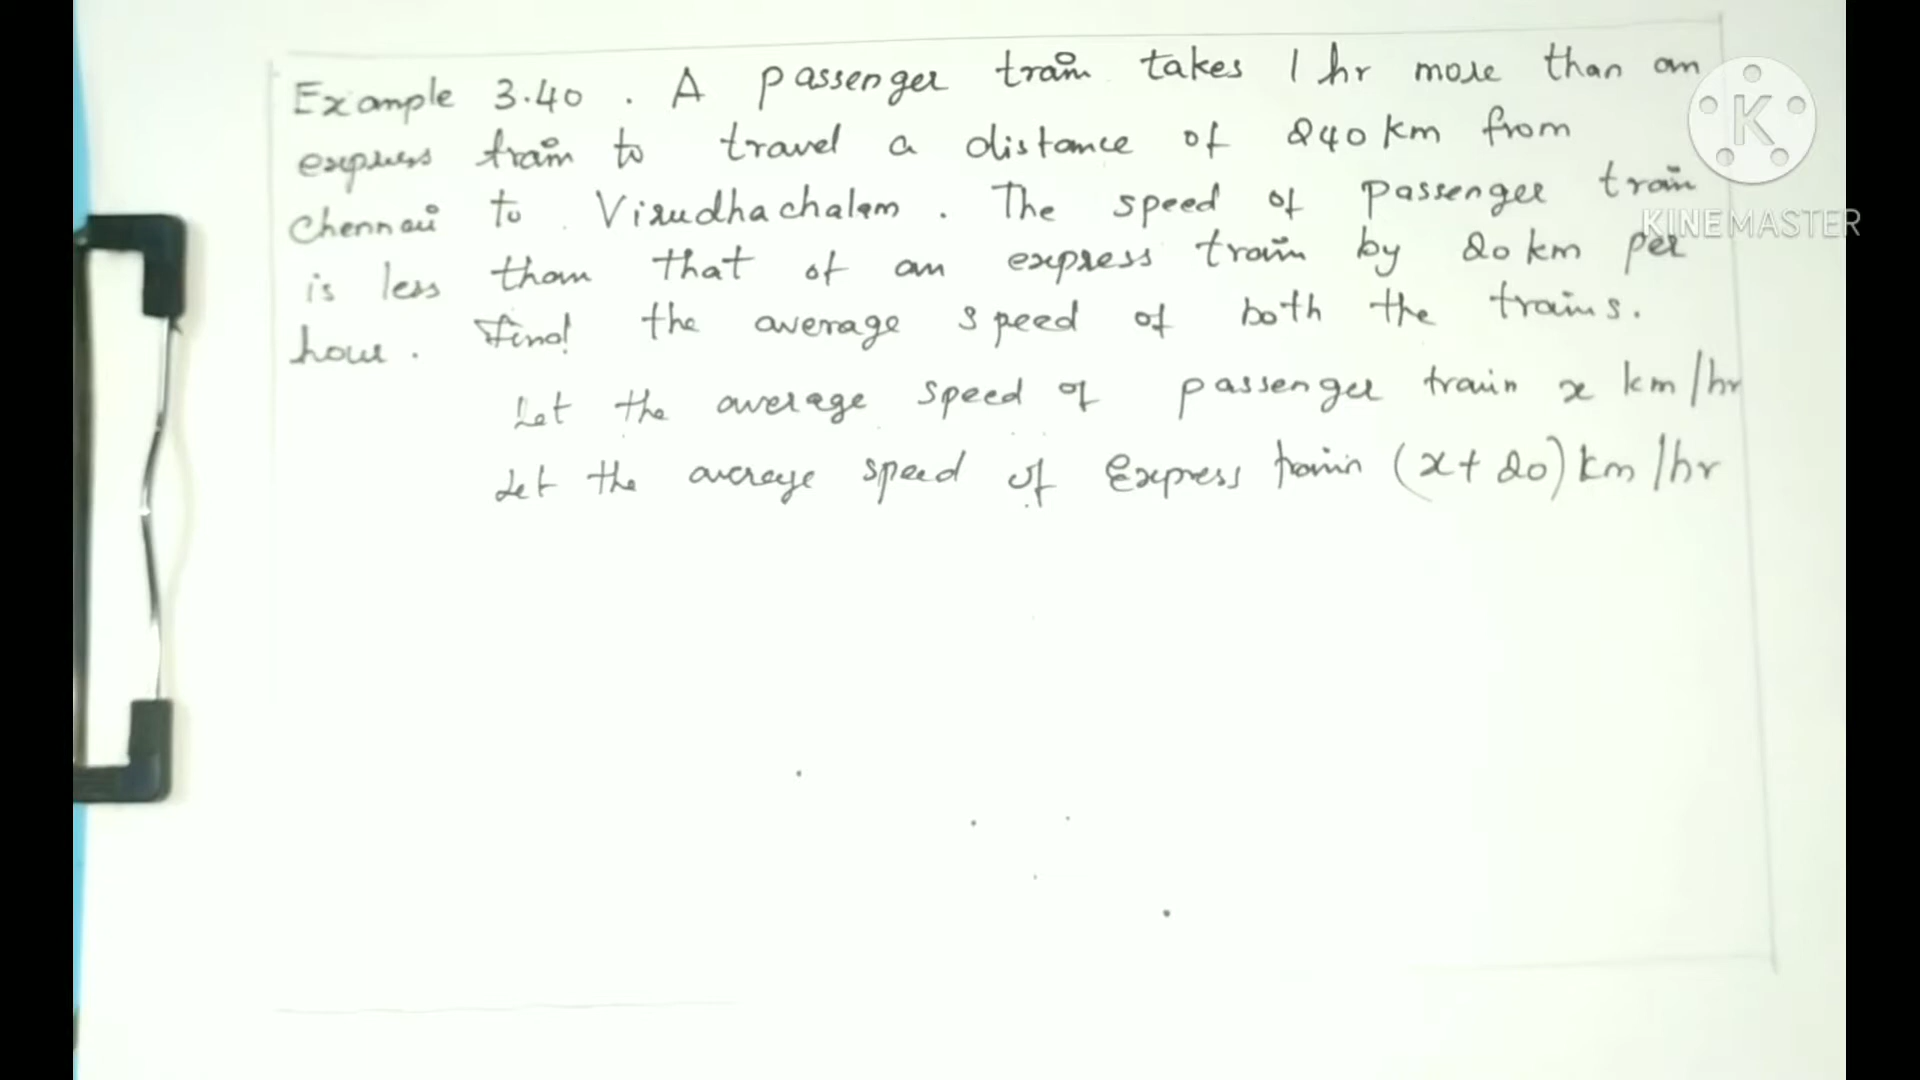 Example 3.40. A passenger train takes 1 hr more than an
express train to travel a distance of 240 km from
Chennai to Virudhachalam. The speed of passenger train
is less than that of an express train by 20 km per
hour. Find the average speed of both the trains.
Let the average speed of passenger train x km/hr
Let the average speed of Express train (x + 20) km/hr
K
KINEMASTER